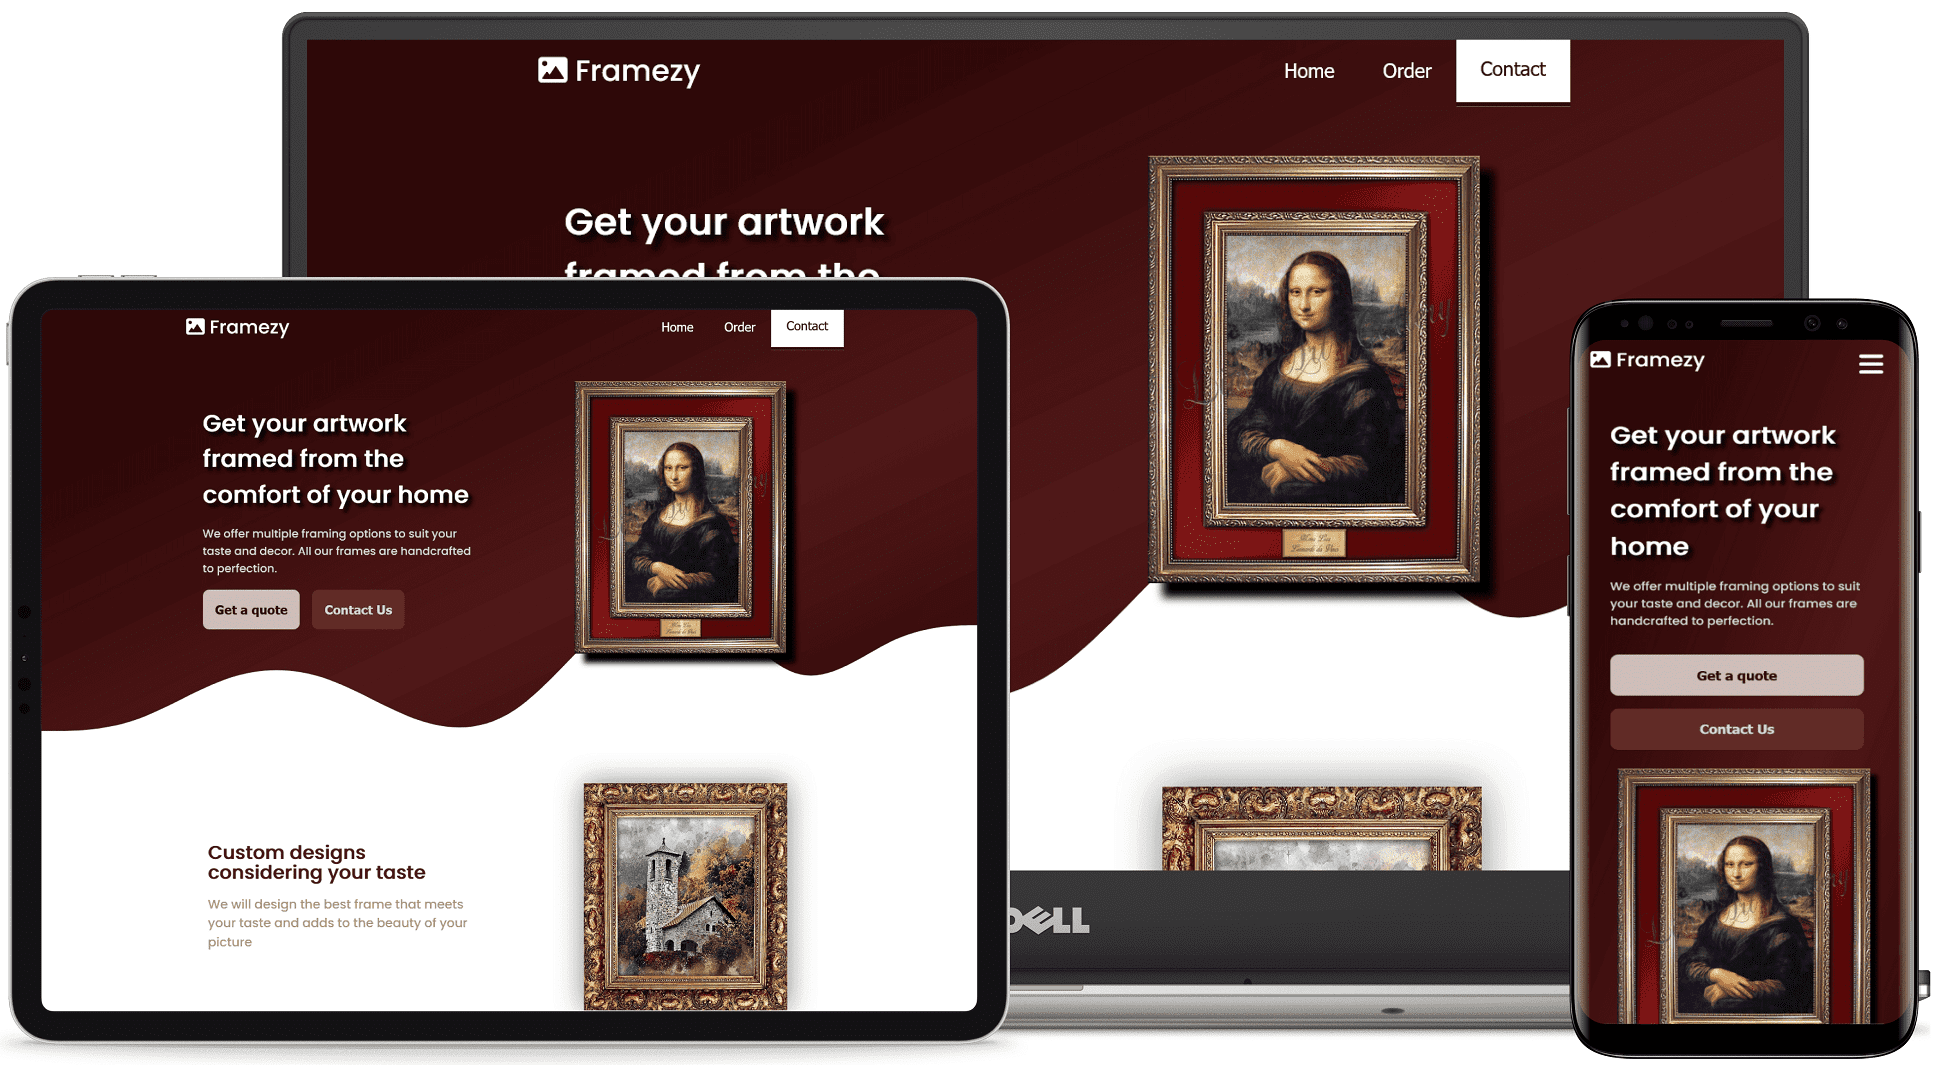 Framezy
Home
Order
Contact
Get your artwork
framed from the
DELL
Framezy
Home
Order
Contact
Get your artwork
framed from the
comfort of your home
We offer multiple framing options to suit your
taste and decor. All our frames are handcrafted
to perfection.
Get a quote
Contact Us
Custom designs
considering your taste
We will design the best frame that meets
your taste and adds to the beauty of your
picture
Framezy
Get your artwork
framed from the
comfort of your
home
We offer multiple framing options to suit
your taste and decor. All our frames are
handcrafted to perfection.
Get a quote
Contact Us
Mona Lisa
Leonardo da Vinci